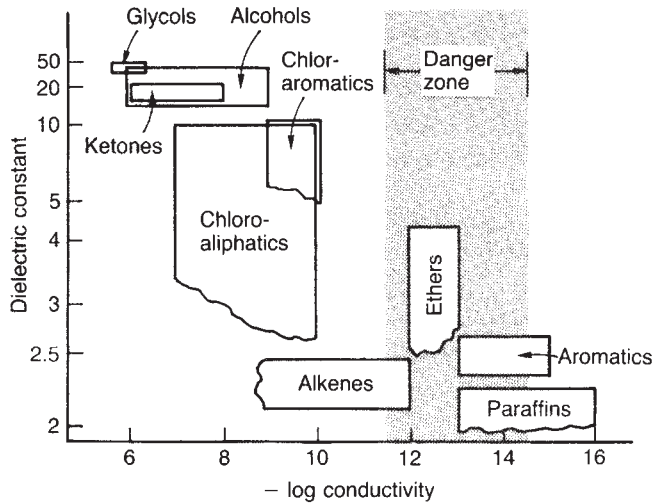 Glycols
Alcohols
Chlor-
aromatics
Danger
zone
50
20
10
5
4
3
2.5
2
Dielectric constant
Ketones
Chloro-
aliphatics
Ethers
Aromatics
Alkenes
Paraffins
6
8
10
12
14
16
− log conductivity